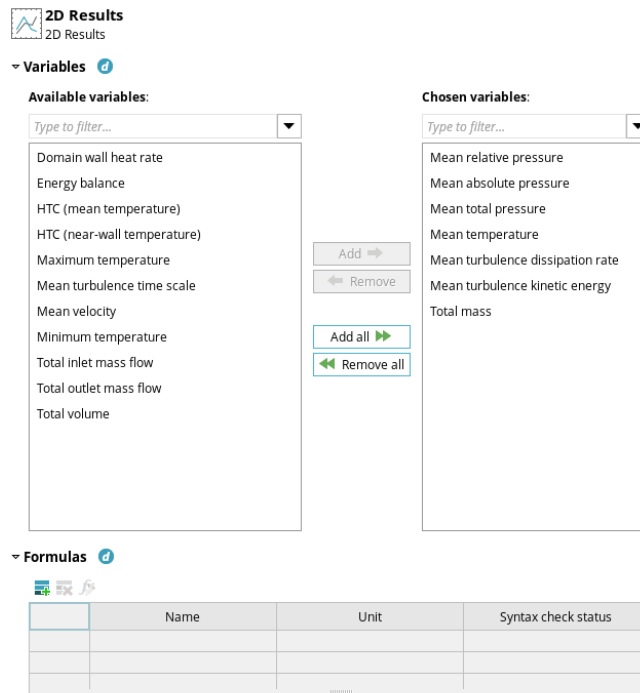 2D Results
2D Results
Variables d
Available variables:
Chosen variables:
Type to filter...
Type to filter...
Domain wall heat rate
Energy balance
HTC (mean temperature)
HTC (near-wall temperature)
Maximum temperature
Mean turbulence time scale
Mean velocity
Minimum temperature
Total inlet mass flow
Total outlet mass flow
Total volume
Add
Remove
Add all
Remove all
Mean relative pressure
Mean absolute pressure
Mean total pressure
Mean temperature
Mean turbulence dissipation rate
Mean turbulence kinetic energy
Total mass
Formulas d
Name
Unit
Syntax check status